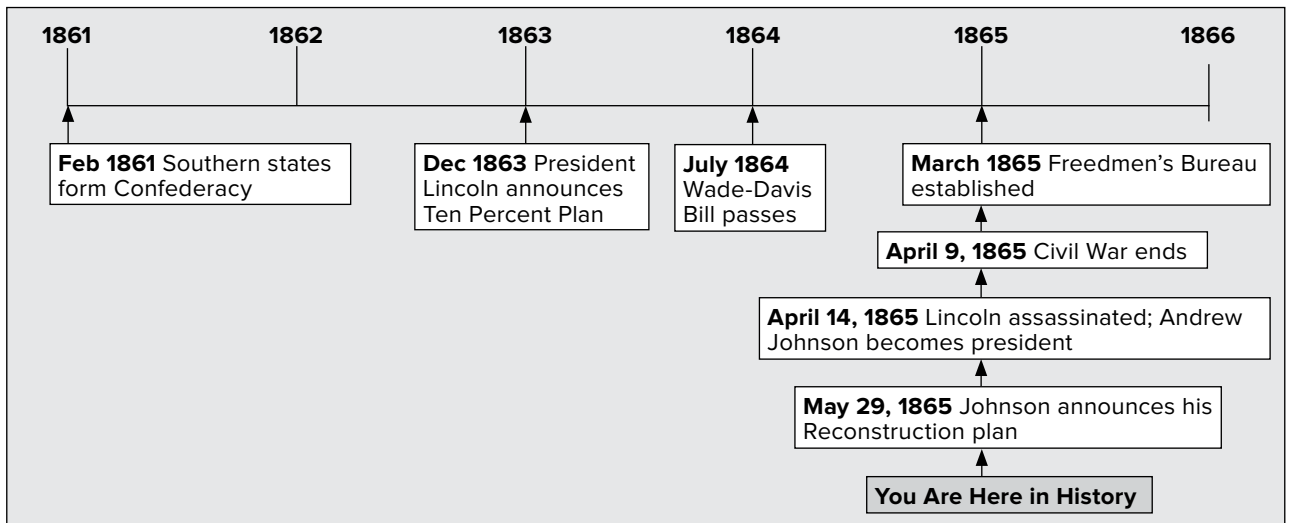 1861
1862
1863
1864
1865
1866
Feb 1861 Southern states
form Confederacy
Dec 1863 President
Lincoln announces
Ten Percent Plan
July 1864
Wade-Davis
Bill passes
March 1865 Freedmen’s Bureau
established
April 9, 1865 Civil War ends
April 14, 1865 Lincoln assassinated; Andrew
Johnson becomes president
May 29, 1865 Johnson announces his
Reconstruction plan
You Are Here in History